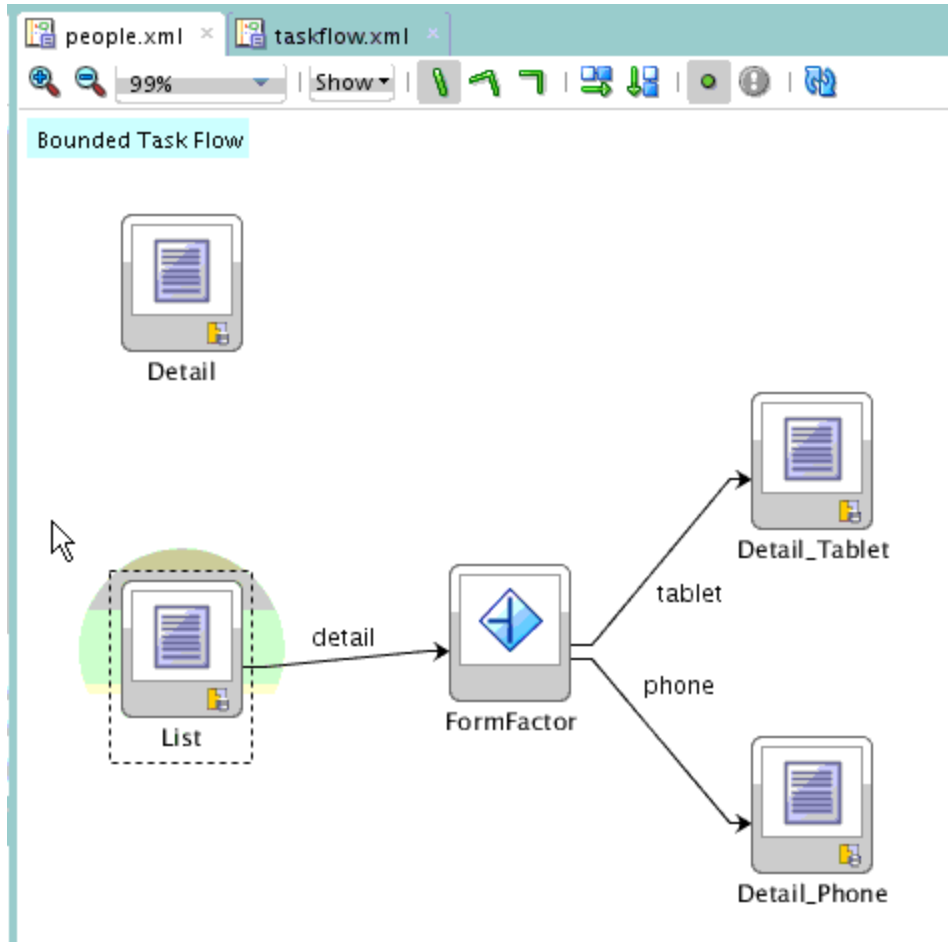 people.xml
taskflow.xml
99%
Show
Bounded Task Flow
Detail
Detail_Tablet
tablet
detail
phone
FormFactor
List
Detail_Phone